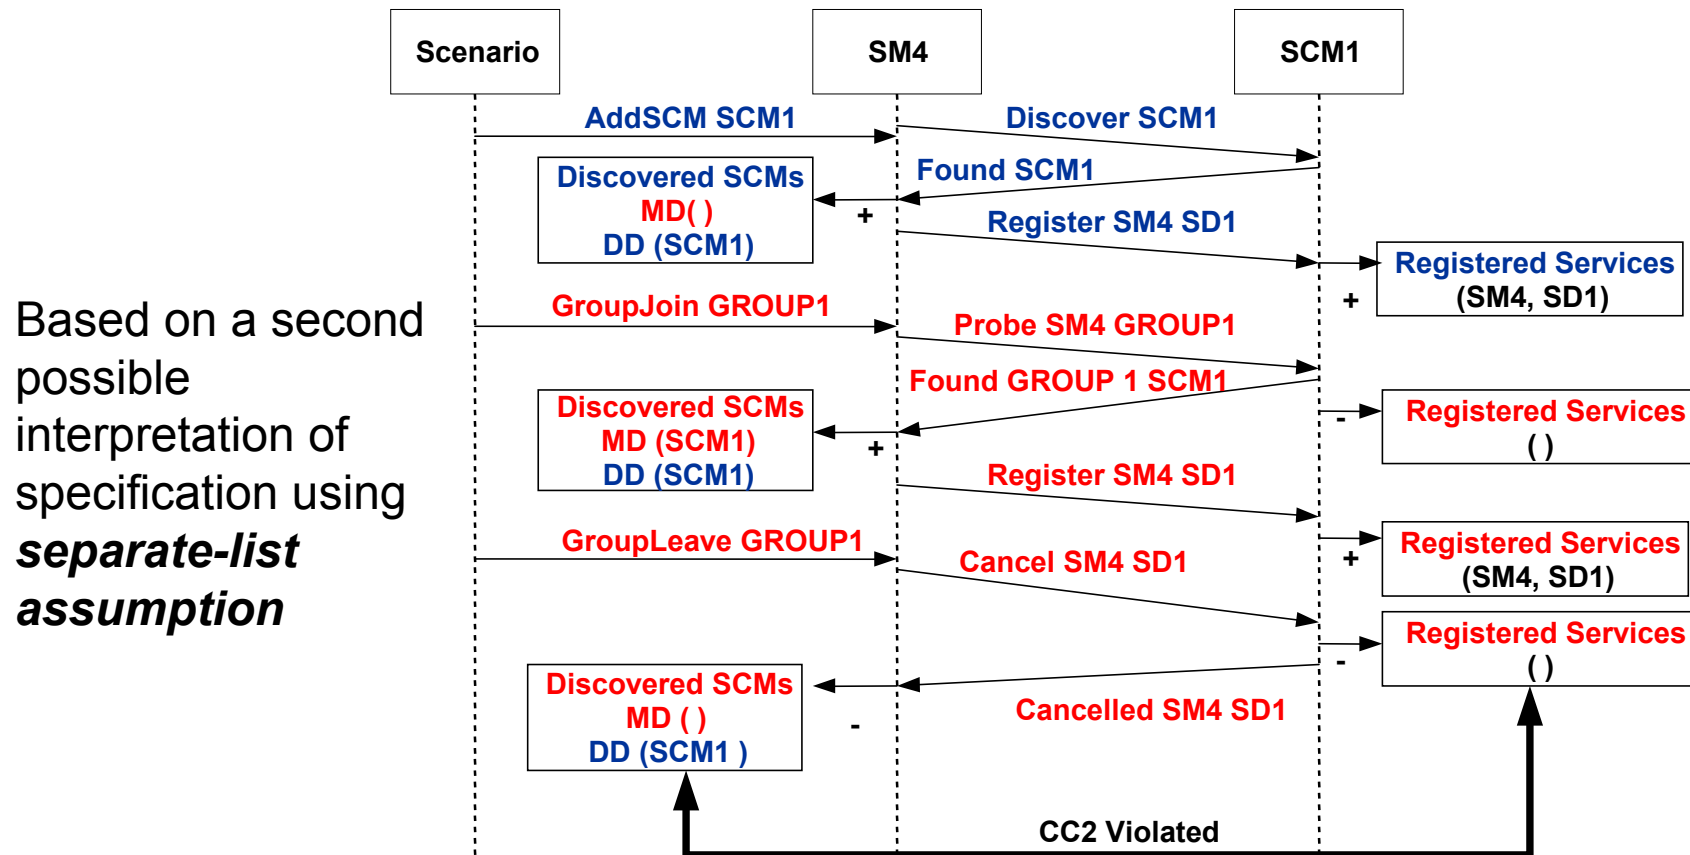 Scenario
SM4
SCM1
AddSCM SCM1
Discover SCM1
Found SCM1
Discovered SCMs
MD( )
DD (SCM1)
+
Register SM4 SD1
Registered Services
(SM4, SD1)
+
Based on a second
possible
interpretation of
specification using
separate-list
assumption
GroupJoin GROUP1
Probe SM4 GROUP1
Found GROUP 1 SCM1
Discovered SCMs
MD (SCM1)
DD (SCM1)
+
-
Registered Services
( )
Register SM4 SD1
GroupLeave GROUP1
Cancel SM4 SD1
+
Registered Services
(SM4, SD1)
-
Registered Services
( )
Discovered SCMs
MD ( )
DD (SCM1 )
-
Cancelled SM4 SD1
CC2 Violated